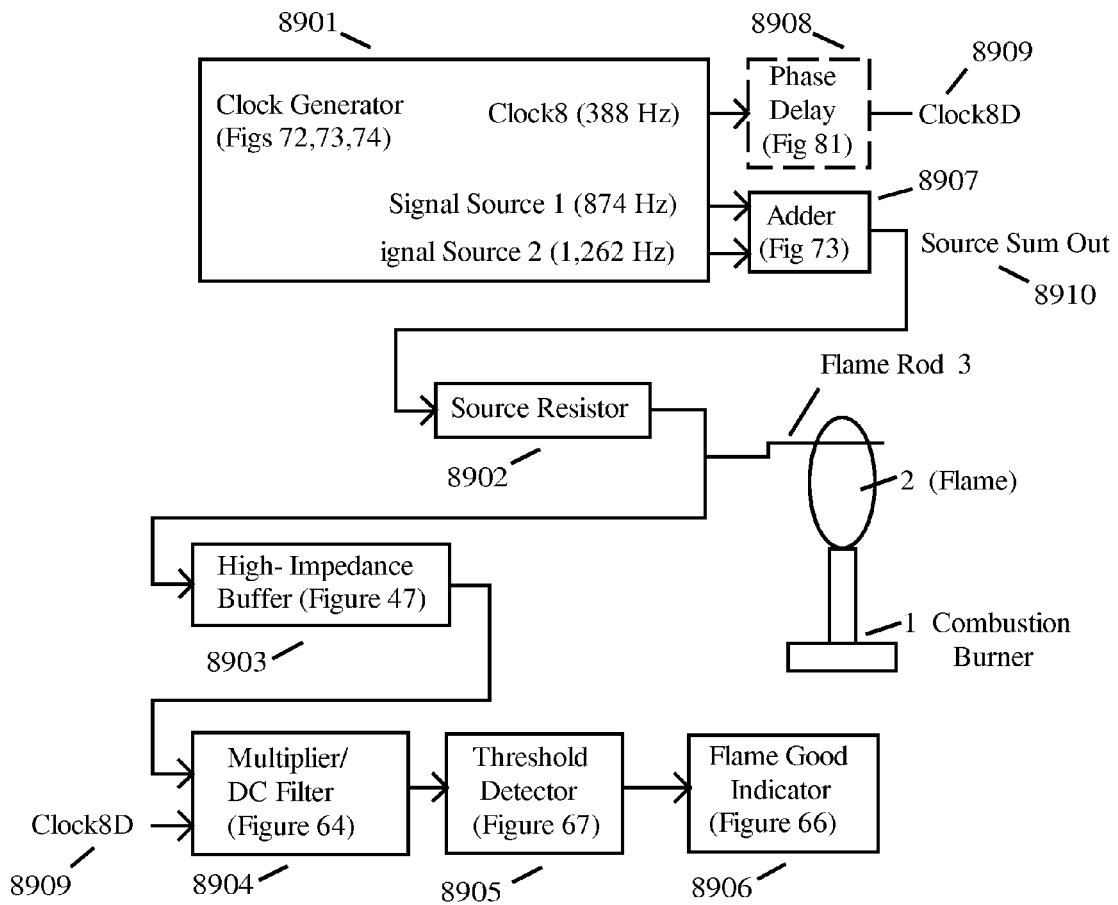 8901
8908
8909
Clock Generator
(Figs 72,73,74)
Clock8 (388 Hz)
Phase
Delay
(Fig 81)
Clock8D
Signal Source 1 (874 Hz)
ignal Source 2 (1,262 Hz)
Adder
(Fig 73)
8907
Source Sum Out
8910
Flame Rod 3
Source Resistor
8902
2 (Flame)
High- Impedance
Buffer (Figure 47)
8903
1 Combustion
Burner
Multiplier/
DC Filter
(Figure 64)
Threshold
Detector
(Figure 67)
Flame Good
Indicator
(Figure 66)
Clock8D
8909
8904
8905
8906